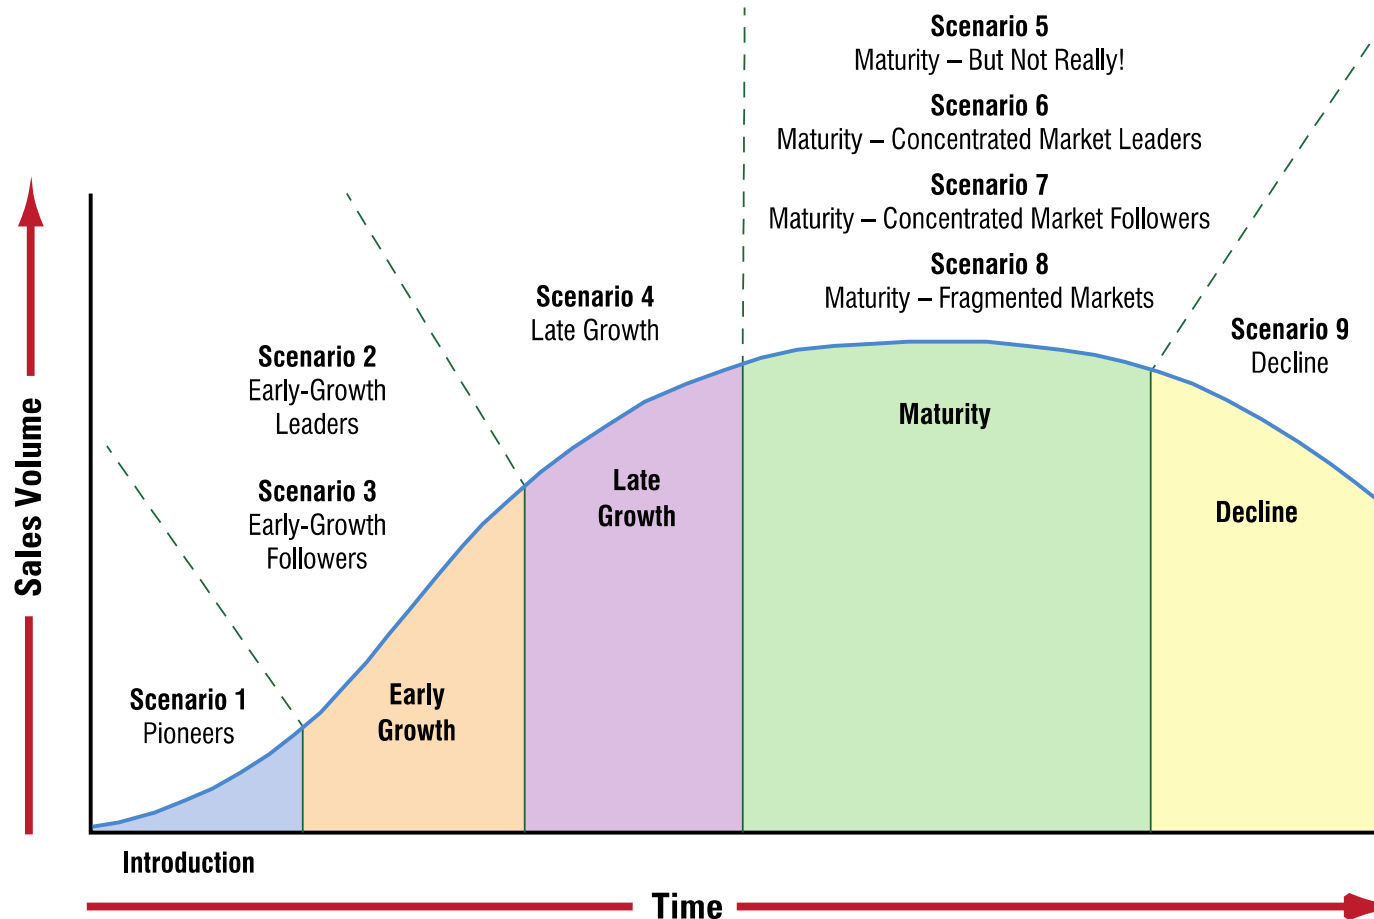 Scenario 5
Maturity – But Not Really!
Scenario 6
Maturity – Concentrated Market Leaders
Scenario 7
Maturity – Concentrated Market Followers
Scenario 8
Maturity – Fragmented Markets
Scenario 4
Late Growth
Scenario 9
Decline
Scenario 2
Early-Growth
Leaders
Scenario 3
Early-Growth
Followers
Scenario 1
Pioneers
Sales Volume
Early
Growth
Late
Growth
Maturity
Decline
Introduction
Time